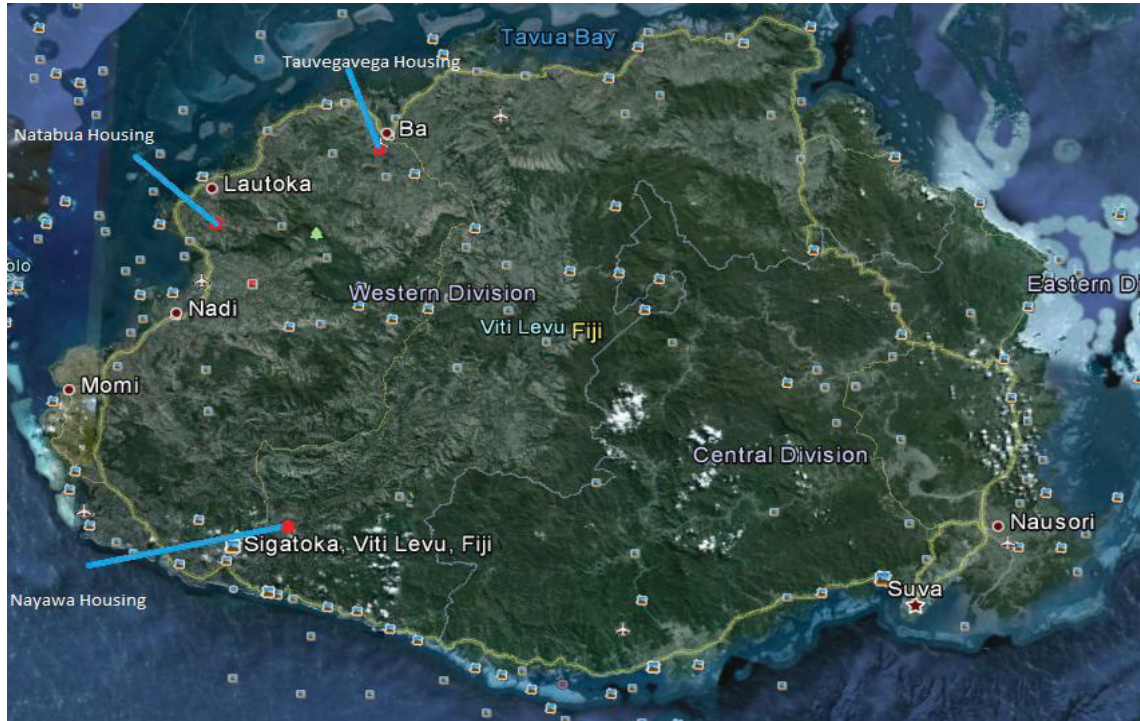 Tavua Bay
Tauvegavega Housing
Natabua Housing
Ba
Lautoka
olo
Western Division
Eastern Di
Nadi
Viti Levu
Fiji
Momi
Central Division
Nausori
Sigatoka, Viti Levu, Fiji
Suva
Nayawa Housing